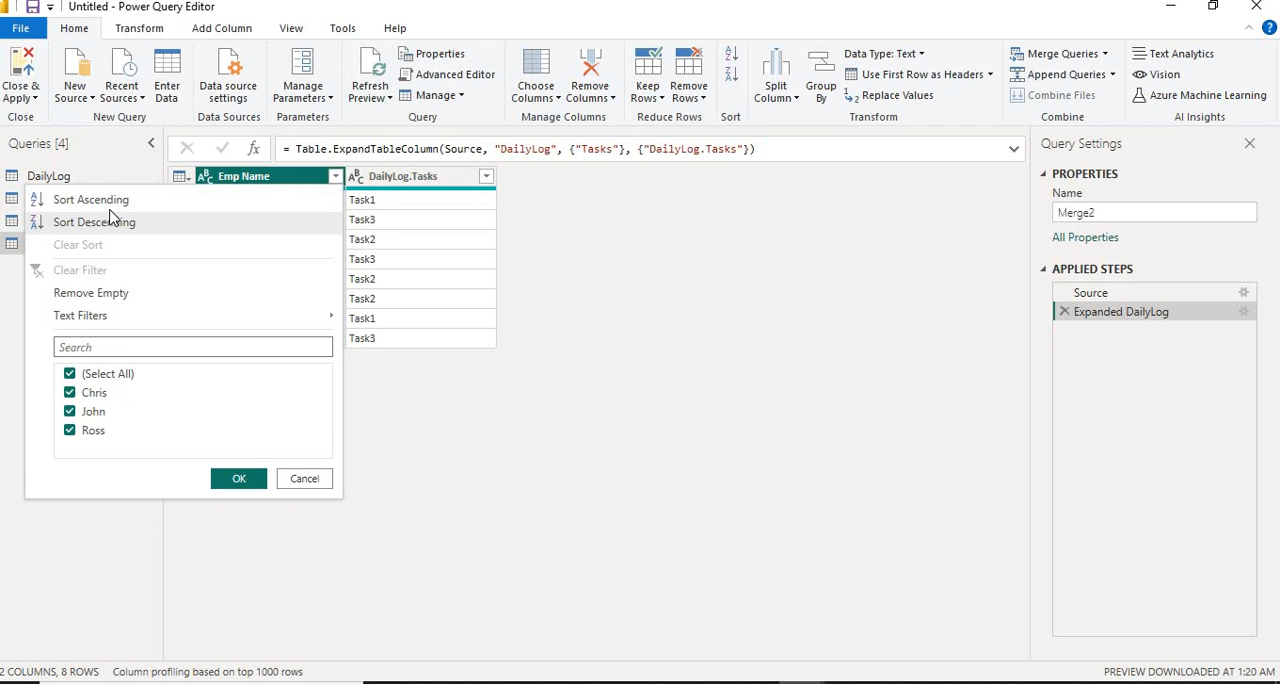 Untitled - Power Query Editor
File Home Transform Add Column View Tools Help
Close & Apply
New Source
Recent Sources
Enter Data
Data source settings
Manage Parameters
Refresh Preview
Properties
Advanced Editor
Manage
Choose Columns
Remove Columns
Keep Rows
Remove Rows
Split Column
Group By
Data Type: Text
Use First Row as Headers
Replace Values
Merge Queries
Append Queries
Combine Files
Text Analytics
Vision
Azure Machine Learning
Close New Query Data Sources Parameters Query Manage Columns Reduce Rows Sort Transform Combine AI Insights
Queries [4]
= Table.ExpandTableColumn(Source, "DailyLog", {"Tasks"}, {"DailyLog.Tasks"})
DailyLog
Emp Name DailyLog.Tasks
Task1
Task3
Task2
Task3
Task2
Task2
Task1
Task3
Sort Ascending
Sort Descending
Clear Sort
Clear Filter
Remove Empty
Text Filters
Search
(Select All)
Chris
John
Ross
OK Cancel
Query Settings
PROPERTIES
Name
Merge2
All Properties
APPLIED STEPS
Source
Expanded DailyLog
2 COLUMNS, 8 ROWS Column profiling based on top 1000 rows PREVIEW DOWNLOADED AT 1:20 AM